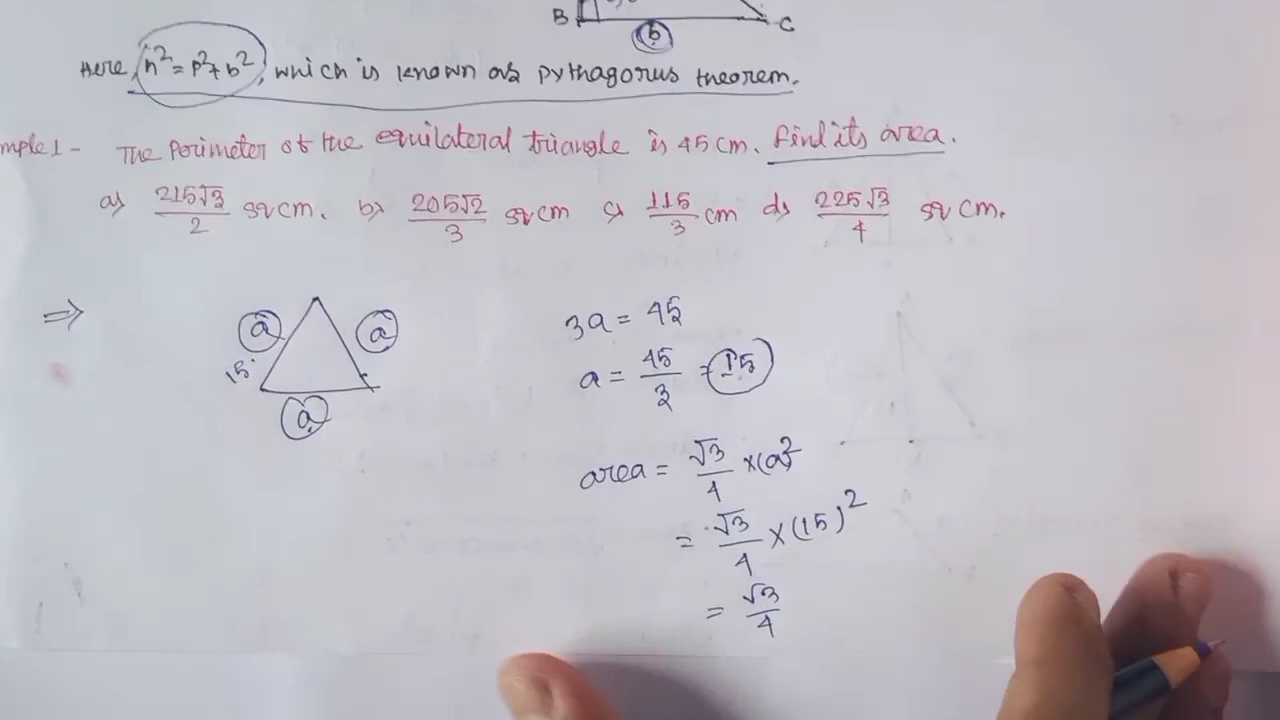 B C
b
Here, h² = p² + b², which is known as pythagorus theorem.
mple 1 - The Perimeter of the equilateral triangle is 45 cm. find its area.
a) 215√3/2 sq cm. b) 205√2/3 sq cm c) 115/3 cm d) 225√3/4 sq cm.
⇒
a a
15
a
3a = 45
a = 45/3 = 15
area = √3/4 × (a)²
= √3/4 × (15)²
= √3/4